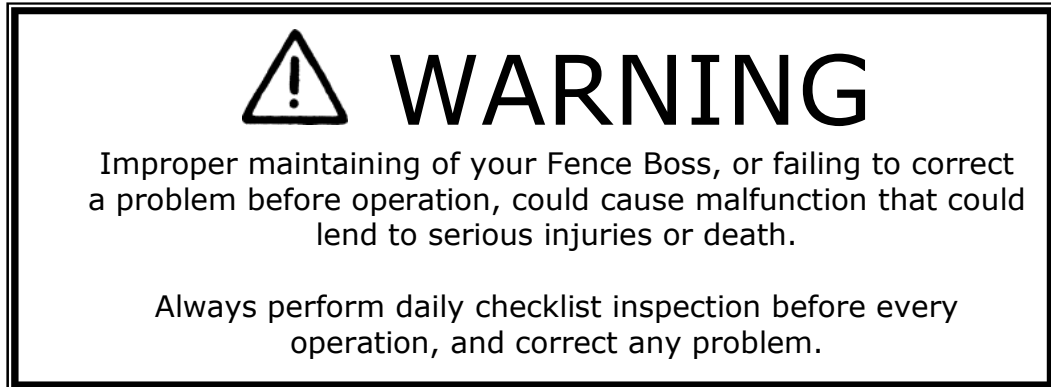 WARNING
Improper maintaining of your Fence Boss, or failing to correct
a problem before operation, could cause malfunction that could
lend to serious injuries or death.
Always perform daily checklist inspection before every
operation, and correct any problem.